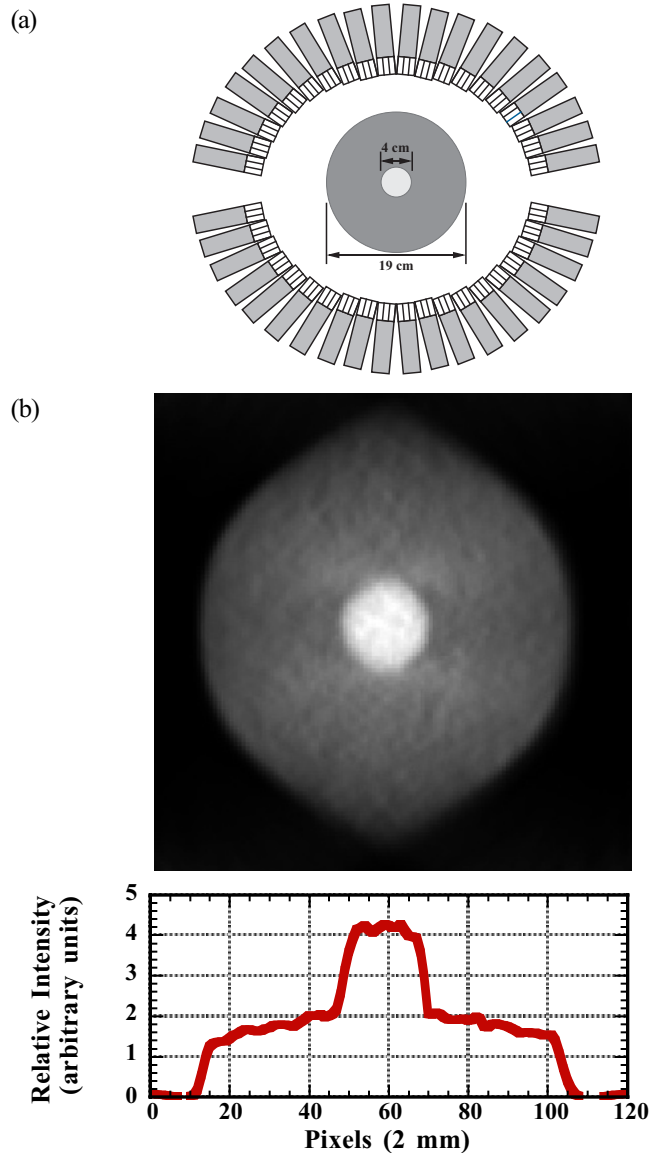 (a)
4 cm
19 cm
(b)
5
4
3
2
1
0
0 20 40 60 80 100 120
Relative Intensity
(arbitrary units)
Pixels (2 mm)